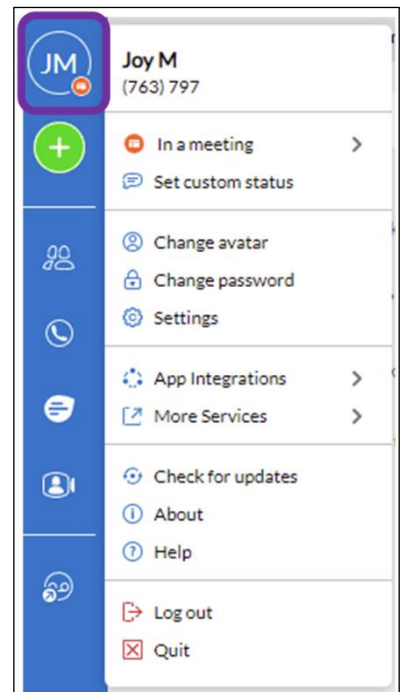 JM
Joy M
(763) 797
In a meeting
Set custom status
Change avatar
Change password
Settings
App Integrations
More Services
Check for updates
About
Help
Log out
Quit